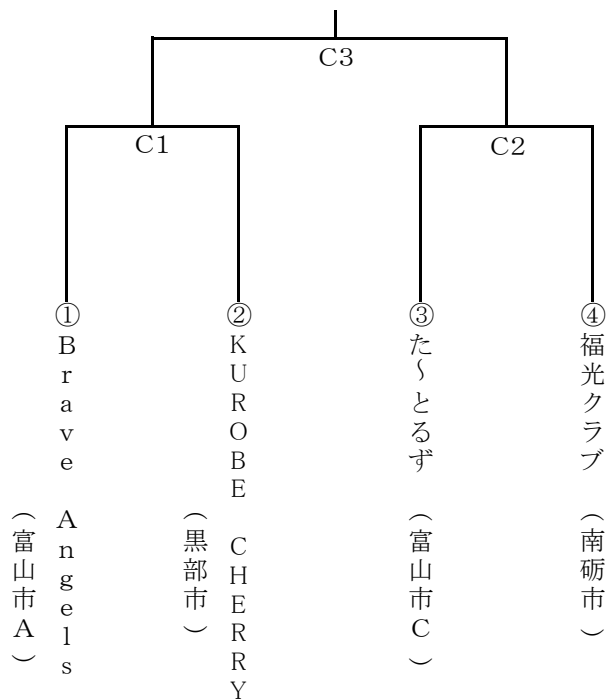 C3
C1
C2
①Brave Angels
（富山市A）
②KUROBE CHERRY
（黒部市）
③た～とるず（富山市C）
④福光クラブ（南砺市）